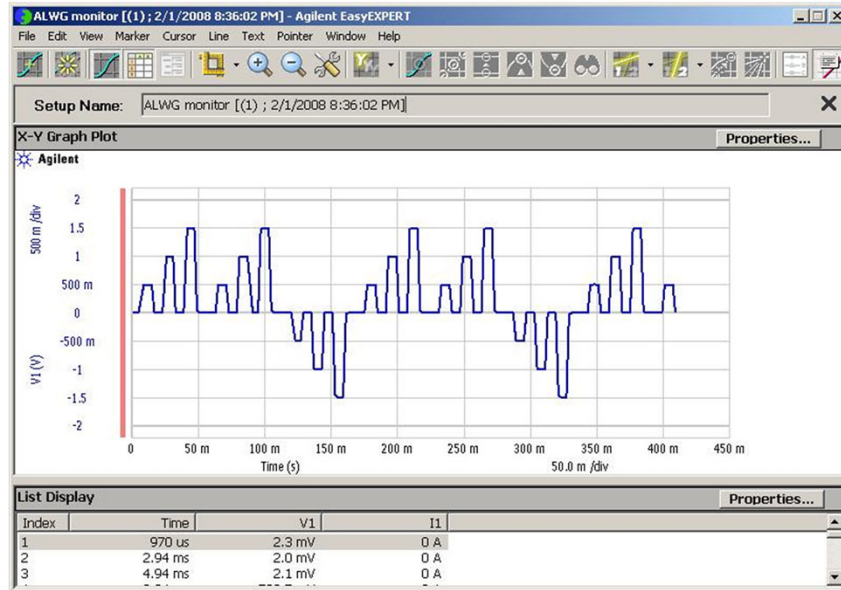 ALWG monitor [(1) ; 2/1/2008 8:36:02 PM] - Agilent EasyEXPERT
File Edit View Marker Cursor Line Text Pointer Window Help
Setup Name: ALWG monitor [(1) ; 2/1/2008 8:36:02 PM]
X-Y Graph Plot Properties...
Agilent
500 m /div
V1 (V)
2
1.5
1
500 m
0
-500 m
-1
-1.5
-2
0 50 m 100 m 150 m 200 m 250 m 300 m 350 m 400 m 450 m
Time (s) 50.0 m /div
List Display Properties...
Index Time V1 I1
1 970 us 2.3 mV 0 A
2 2.94 ms 2.0 mV 0 A
3 4.94 ms 2.1 mV 0 A